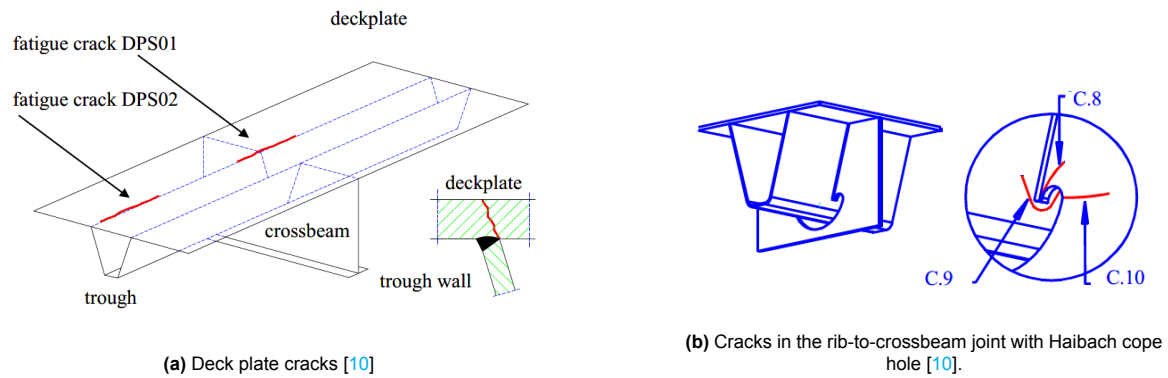 deckplate
fatigue crack DPS01
fatigue crack DPS02
deckplate
crossbeam
trough wall
trough
(a) Deck plate cracks [10]
C.8
C.9
C.10
(b) Cracks in the rib-to-crossbeam joint with Haibach cope
hole [10].